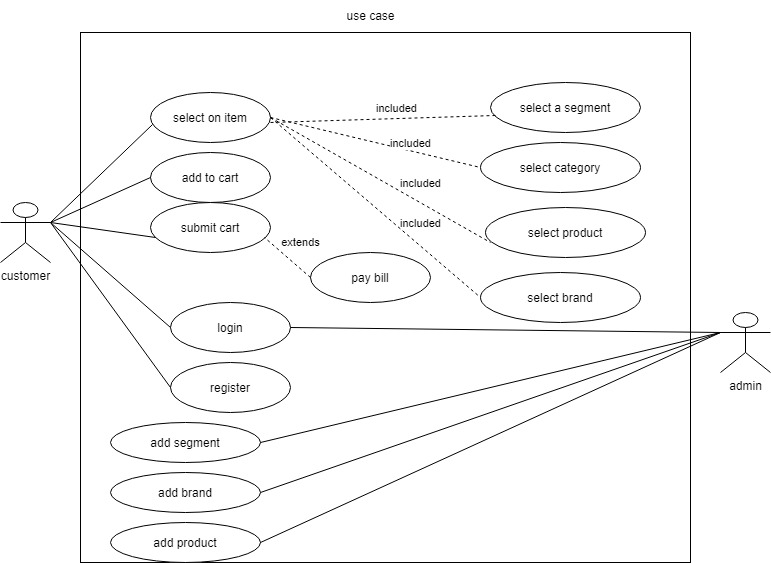 use case
select on item
included
select a segment
included
select category
add to cart
included
select product
submit cart
included
extends
customer
pay bill
select brand
login
register
admin
add segment
add brand
add product